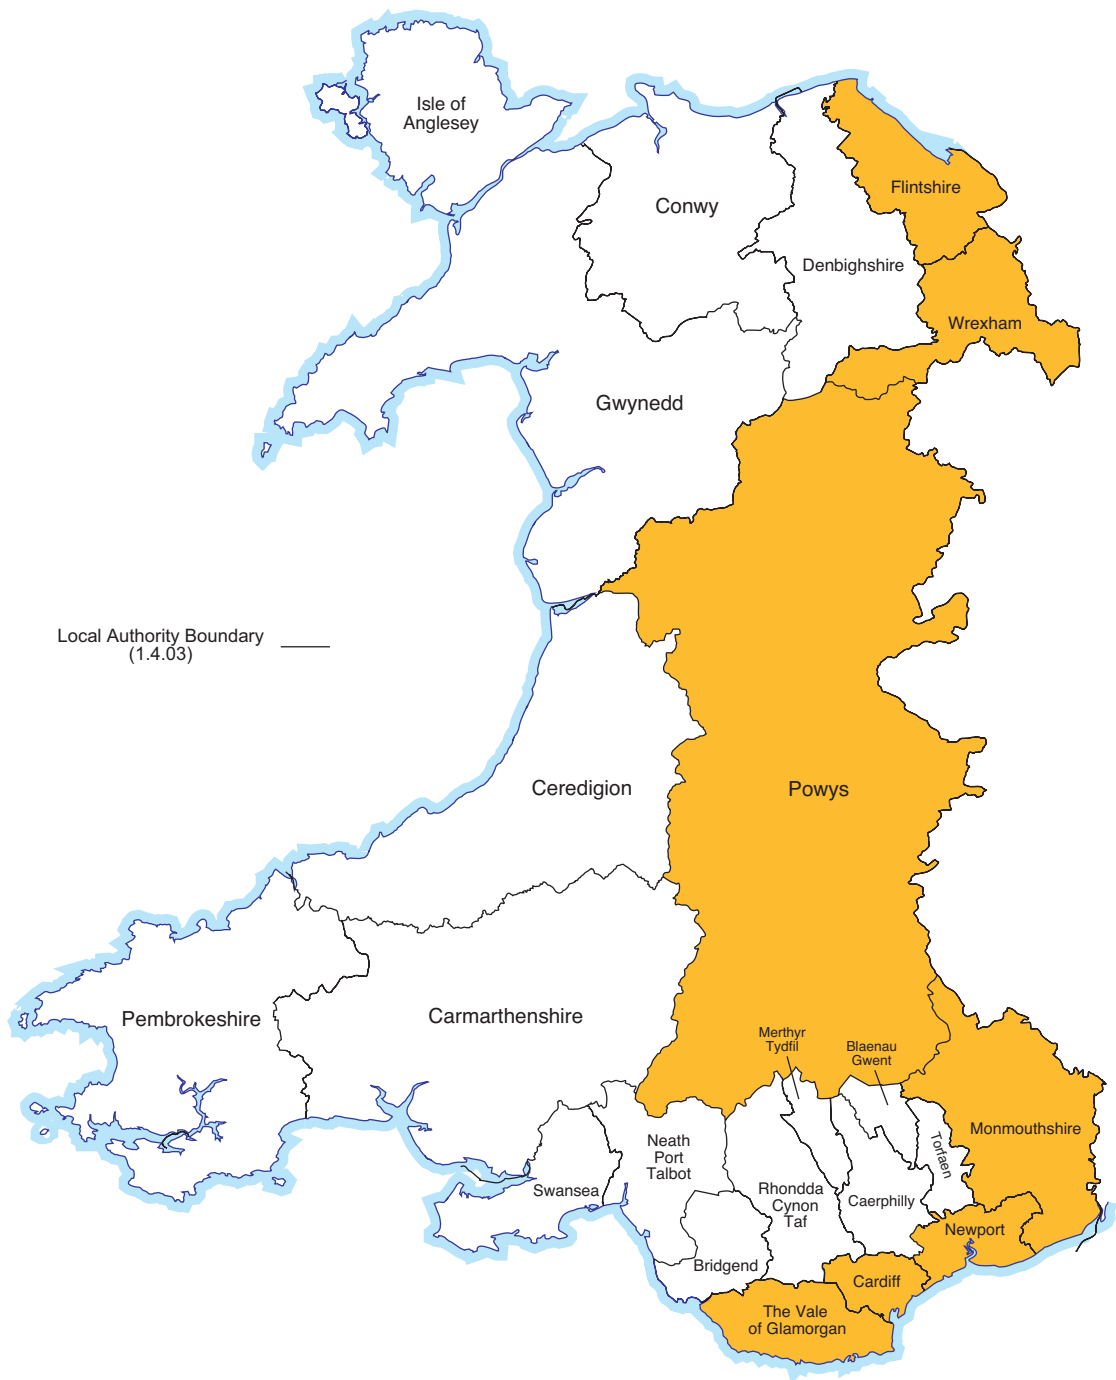 Isle of
Anglesey
Conwy
Flintshire
Denbighshire
Wrexham
Gwynedd
Local Authority Boundary
(1.4.03)
Ceredigion
Powys
Pembrokeshire
Carmarthenshire
Merthyr
Tydfil
Blaenau
Gwent
Monmouthshire
Torfaen
Neath
Port
Talbot
Swansea
Rhondda
Cynon
Taf
Caerphilly
Newport
Bridgend
Cardiff
The Vale
of Glamorgan